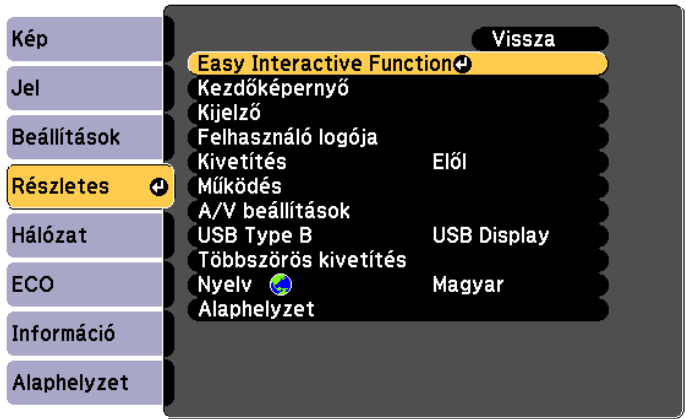 Kép
Jel
Beállítások
Részletes
Hálózat
ECO
Információ
Alaphelyzet
Vissza
Easy Interactive Function
Kezdőképernyő
Kijelző
Felhasználó logója
Kivetítés Elől
Működés
A/V beállítások
USB Type B USB Display
Többszörös kivetítés
Nyelv Magyar
Alaphelyzet